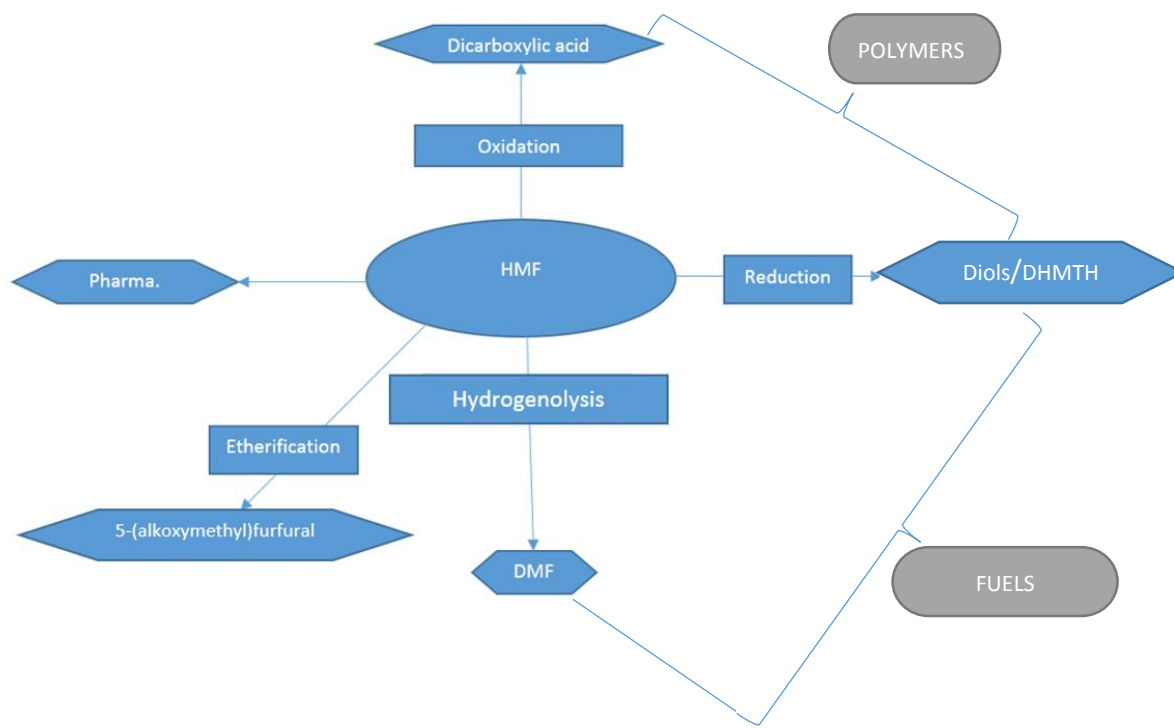 Dicarboxylic acid
POLYMERS
Oxidation
HMF
Pharma.
Reduction
Diols/DHMTH
Hydrogenolysis
Etherification
5-(alkoxymethyl)furfural
DMF
FUELS